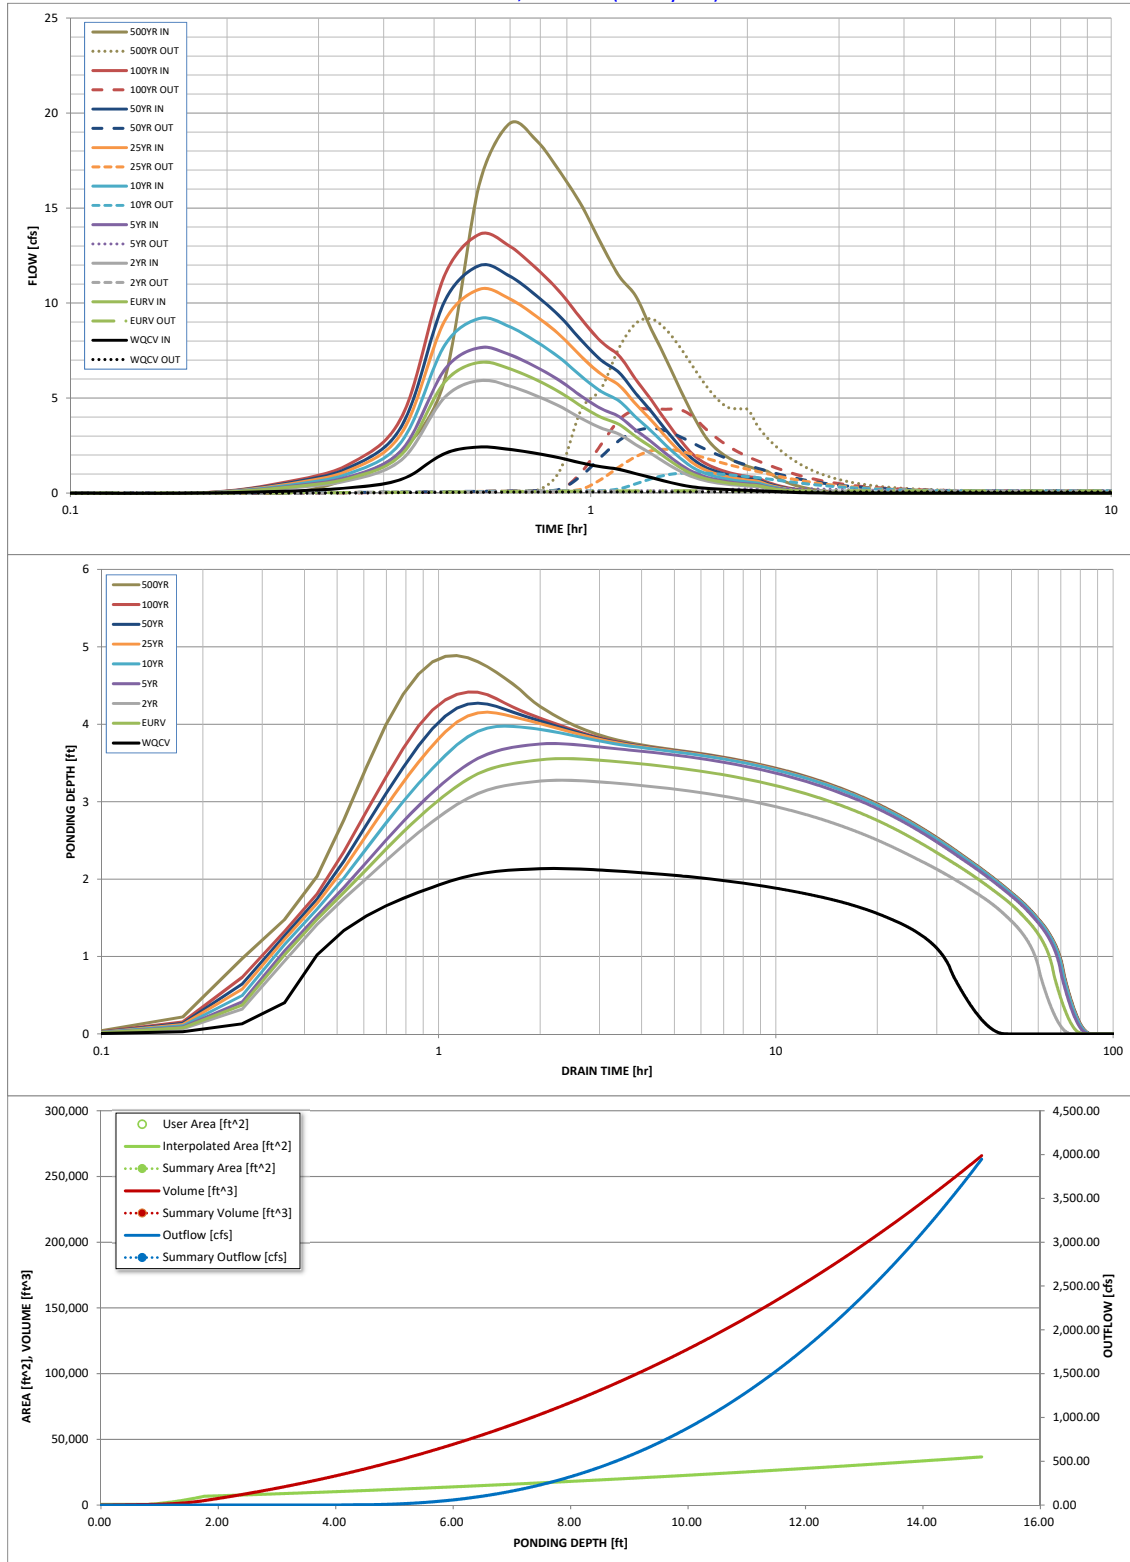 25
20
15
10
5
0
FLOW [cfs]
500YR IN
500YR OUT
100YR IN
100YR OUT
50YR IN
50YR OUT
25YR IN
25YR OUT
10YR IN
10YR OUT
5YR IN
5YR OUT
2YR IN
2YR OUT
EURV IN
EURV OUT
WQCV IN
WQCV OUT
0.1
1
10
TIME [hr]
6
5
4
3
2
1
0
PONDING DEPTH [ft]
500YR
100YR
50YR
25YR
10YR
5YR
2YR
EURV
WQCV
0.1
1
10
100
DRAIN TIME [hr]
300,000
250,000
200,000
150,000
100,000
50,000
0
AREA [ft^2], VOLUME [ft^3]
User Area [ft^2]
Interpolated Area [ft^2]
Summary Area [ft^2]
Volume [ft^3]
Summary Volume [ft^3]
Outflow [cfs]
Summary Outflow [cfs]
4,500.00
4,000.00
3,500.00
3,000.00
2,500.00
2,000.00
1,500.00
1,000.00
500.00
0.00
OUTFLOW [cfs]
0.00
2.00
4.00
6.00
8.00
10.00
12.00
14.00
16.00
PONDING DEPTH [ft]